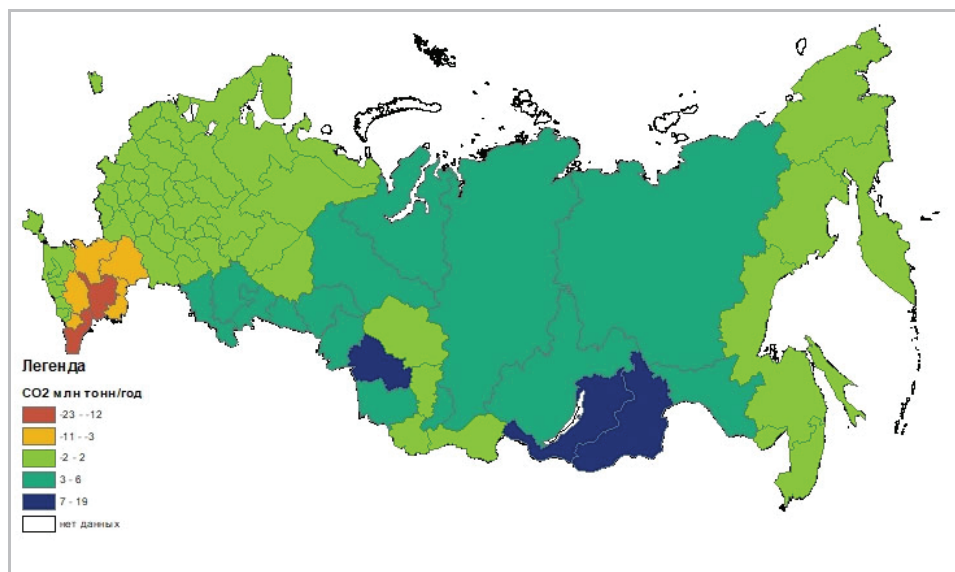 Легенда
CO2 млн тонн/год
-23 - -12
-11 - -3
-2 - 2
3 - 6
7 - 19
нет данных